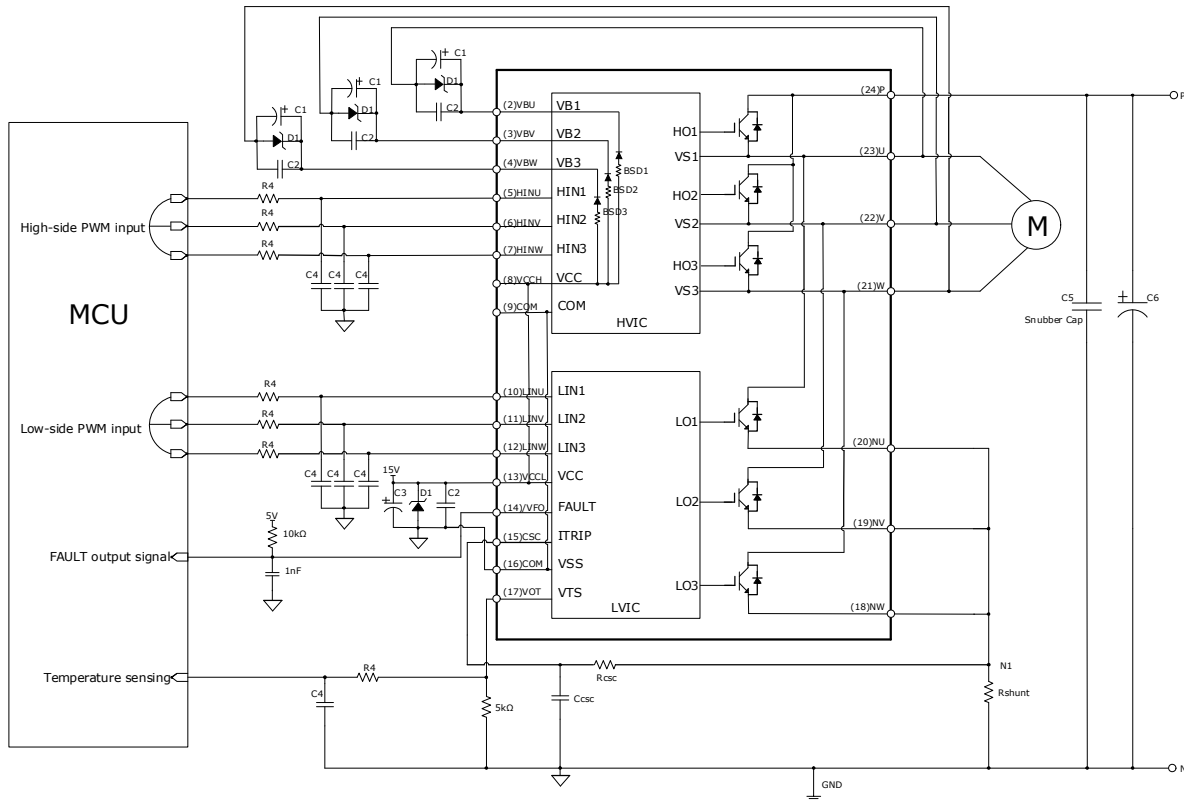 C1
D1
C2
C1
D1
C2
C1
D1
C2
(2)VBU
(3)VBV
(4)VBW
(5)HINU
(6)HINV
(7)HINW
(8)VCCH
(9)COM
VB1
VB2
VB3
HIN1
HIN2
HIN3
VCC
COM
BSD1
BSD2
BSD3
HO1
VS1
HO2
VS2
HO3
VS3
HVIC
(24)P
(23)U
(22)V
(21)W
P
M
C5
Snubber Cap
C6
High-side PWM input
R4
R4
R4
C4
C4
C4
MCU
Low-side PWM input
R4
R4
R4
C4
C4
C4
15V
C3
D1
C2
(10)LINU
(11)LINV
(12)LINW
(13)VCCL
(14)/VFO
(15)CSC
(16)COM
(17)VOT
LIN1
LIN2
LIN3
VCC
FAULT
ITRIP
VSS
VTS
LO1
LO2
LO3
LVIC
(20)NU
(19)NV
(18)NW
5V
10kΩ
FAULT output signal
1nF
Temperature sensing
R4
C4
5kΩ
Rcsc
Ccsc
N1
Rshunt
GND
N